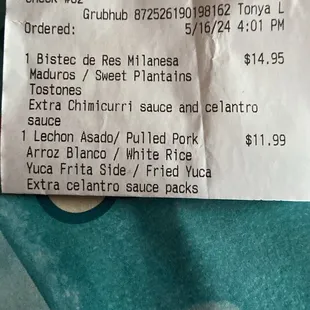 Check #82
Grubhub 872526190198162 Tonya L
Ordered: 5/16/24 4:01 PM
1 Bistec de Res Milanesa $14.95
Maduros / Sweet Plantains
Tostones
Extra Chimicurri sauce and celantro
sauce
1 Lechon Asado/ Pulled Pork $11.99
Arroz Blanco / White Rice
Yuca Frita Side / Fried Yuca
Extra celantro sauce packs